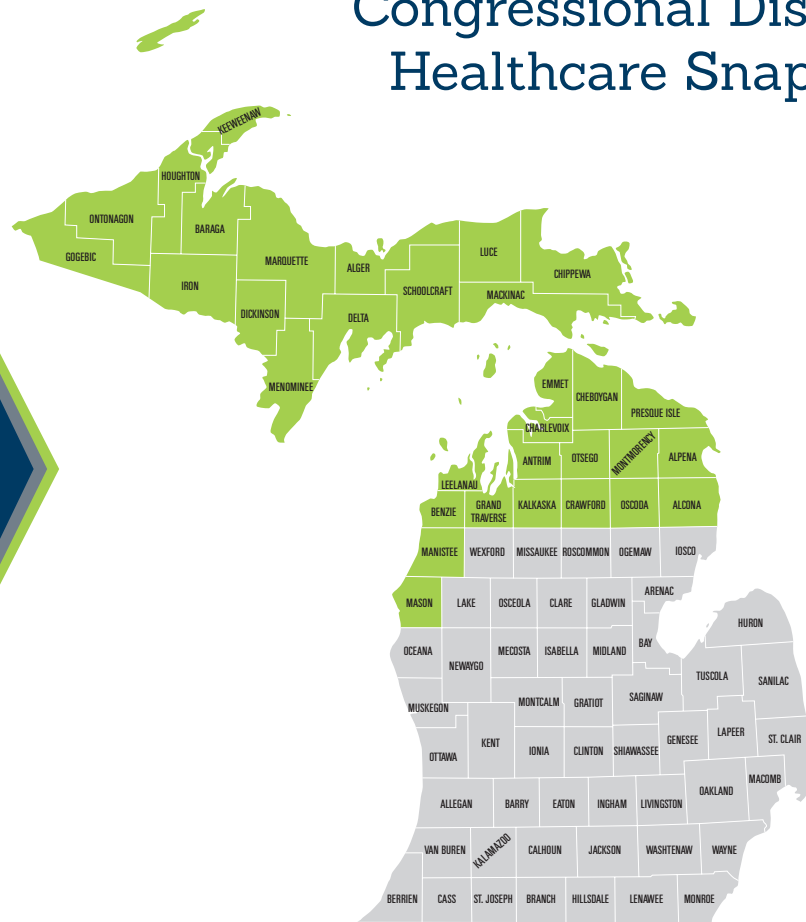 Congressional Dis
Healthcare Snap
KEEWEENAW
HOUGHTON
ONTONAGON
BARAGA
GOGEBIC
MARQUETTE
ALGER
LUCE
CHIPPEWA
IRON
SCHOOLCRAFT
MACKINAC
DICKINSON
DELTA
MENOMINEE
EMMET
CHEBOYGAN
PRESQUE ISLE
CHARLEVOIX
ANTRIM
OTSEGO
MONTMORENCY
ALPENA
LEELANAU
BENZIE
GRAND
TRAVERSE
KALKASKA
CRAWFORD
OSCODA
ALCONA
MANISTEE
WEXFORD
MISSAUKEE
ROSCOMMON
OGEMAW
IOSCO
MASON
LAKE
OSCEOLA
CLARE
GLADWIN
ARENAC
HURON
OCEANA
NEWAYGO
MECOSTA
ISABELLA
MIDLAND
BAY
TUSCOLA
SANILAC
MUSKEGON
MONTCALM
GRATIOT
SAGINAW
OTTAWA
KENT
IONIA
CLINTON
SHIAWASSEE
GENESEE
LAPEER
ST. CLAIR
ALLEGAN
BARRY
EATON
INGHAM
LIVINGSTON
OAKLAND
MACOMB
VAN BUREN
KALAMAZOO
CALHOUN
JACKSON
WASHTENAW
WAYNE
BERRIEN
CASS
ST. JOSEPH
BRANCH
HILLSDALE
LENAWEE
MONROE